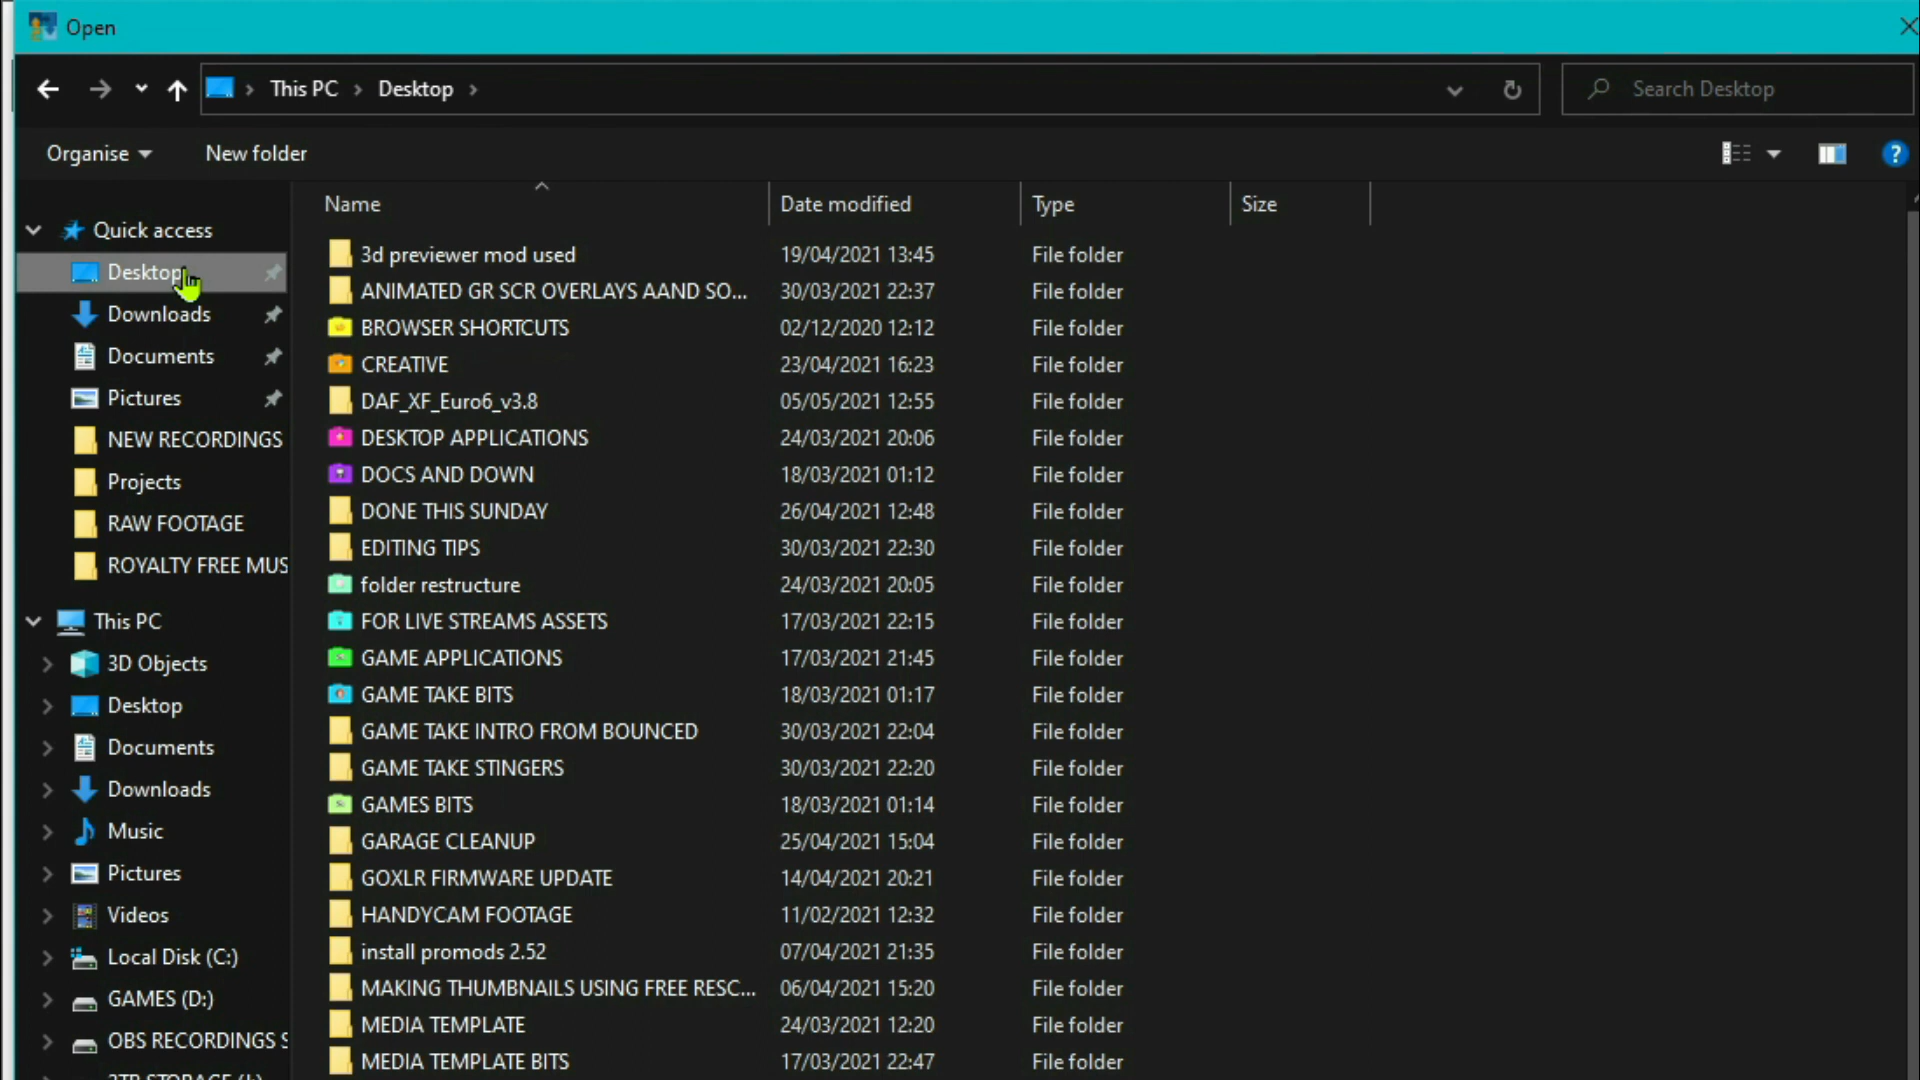 Open
This PC > Desktop >
Search Desktop
Organise
New folder
?
Name
Date modified
Type
Size
Quick access
Desktop
Downloads
Documents
Pictures
NEW RECORDINGS
Projects
RAW FOOTAGE
ROYALTY FREE MUS
This PC
3D Objects
Desktop
Documents
Downloads
Music
Pictures
Videos
Local Disk (C:)
GAMES (D:)
OBS RECORDINGS S
3d previewer mod used 19/04/2021 13:45 File folder
ANIMATED GR SCR OVERLAYS AAND SO... 30/03/2021 22:37 File folder
BROWSER SHORTCUTS 02/12/2020 12:12 File folder
CREATIVE 23/04/2021 16:23 File folder
DAF_XF_Euro6_v3.8 05/05/2021 12:55 File folder
DESKTOP APPLICATIONS 24/03/2021 20:06 File folder
DOCS AND DOWN 18/03/2021 01:12 File folder
DONE THIS SUNDAY 26/04/2021 12:48 File folder
EDITING TIPS 30/03/2021 22:30 File folder
folder restructure 24/03/2021 20:05 File folder
FOR LIVE STREAMS ASSETS 17/03/2021 22:15 File folder
GAME APPLICATIONS 17/03/2021 21:45 File folder
GAME TAKE BITS 18/03/2021 01:17 File folder
GAME TAKE INTRO FROM BOUNCED 30/03/2021 22:04 File folder
GAME TAKE STINGERS 30/03/2021 22:20 File folder
GAMES BITS 18/03/2021 01:14 File folder
GARAGE CLEANUP 25/04/2021 15:04 File folder
GOXLR FIRMWARE UPDATE 14/04/2021 20:21 File folder
HANDYCAM FOOTAGE 11/02/2021 12:32 File folder
install promods 2.52 07/04/2021 21:35 File folder
MAKING THUMBNAILS USING FREE RESC... 06/04/2021 15:20 File folder
MEDIA TEMPLATE 24/03/2021 12:20 File folder
MEDIA TEMPLATE BITS 17/03/2021 22:47 File folder